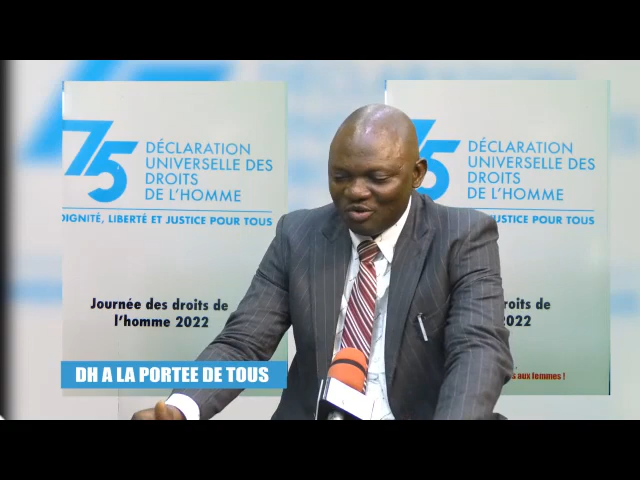 75
DÉCLARATION
UNIVERSELLE DES
DROITS
DE L'HOMME
DIGNITÉ, LIBERTÉ ET JUSTICE POUR TOUS
Journée des droits de
l'homme 2022
75
DÉCLARATION
UNIVERSELLE DES
DROITS
DE L'HOMME
JUSTICE POUR TOUS
droits de
2022
aux femmes !
DH A LA PORTEE DE TOUS